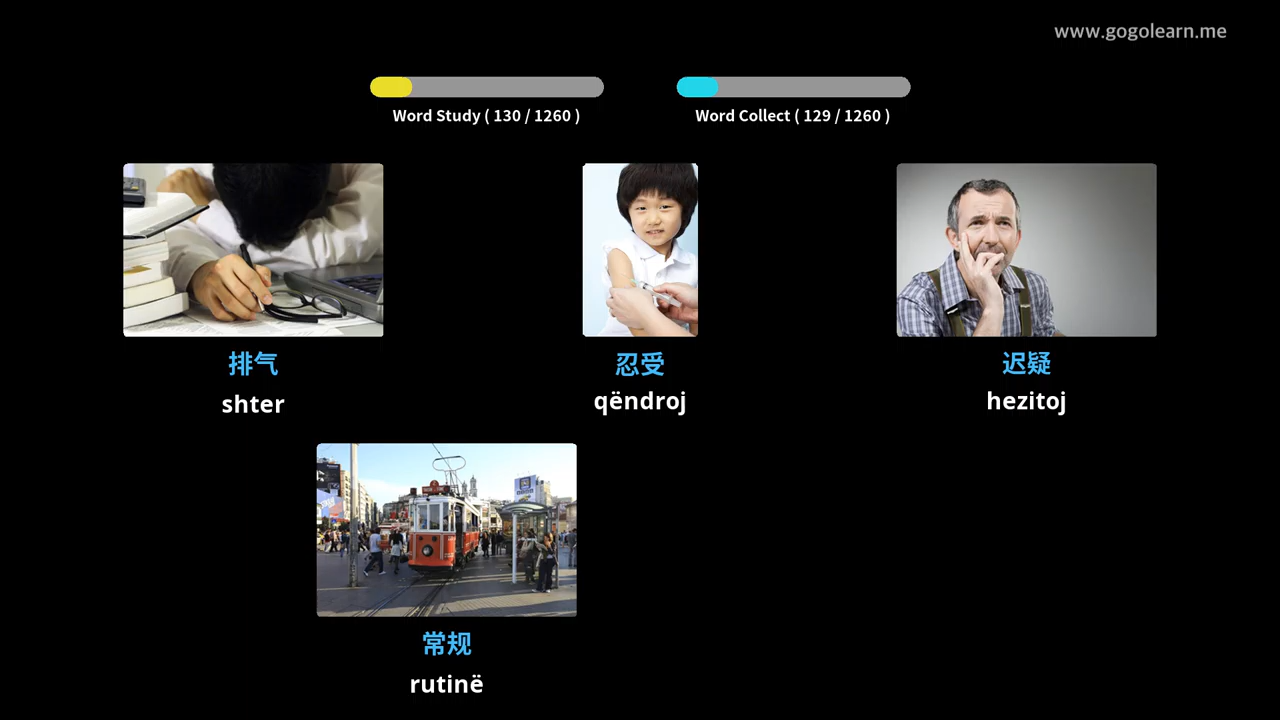 www.gogolearn.me
Word Study ( 130 / 1260 )
Word Collect ( 129 / 1260 )
排气
shter
忍受
qëndroj
迟疑
hezitoj
常规
rutinë